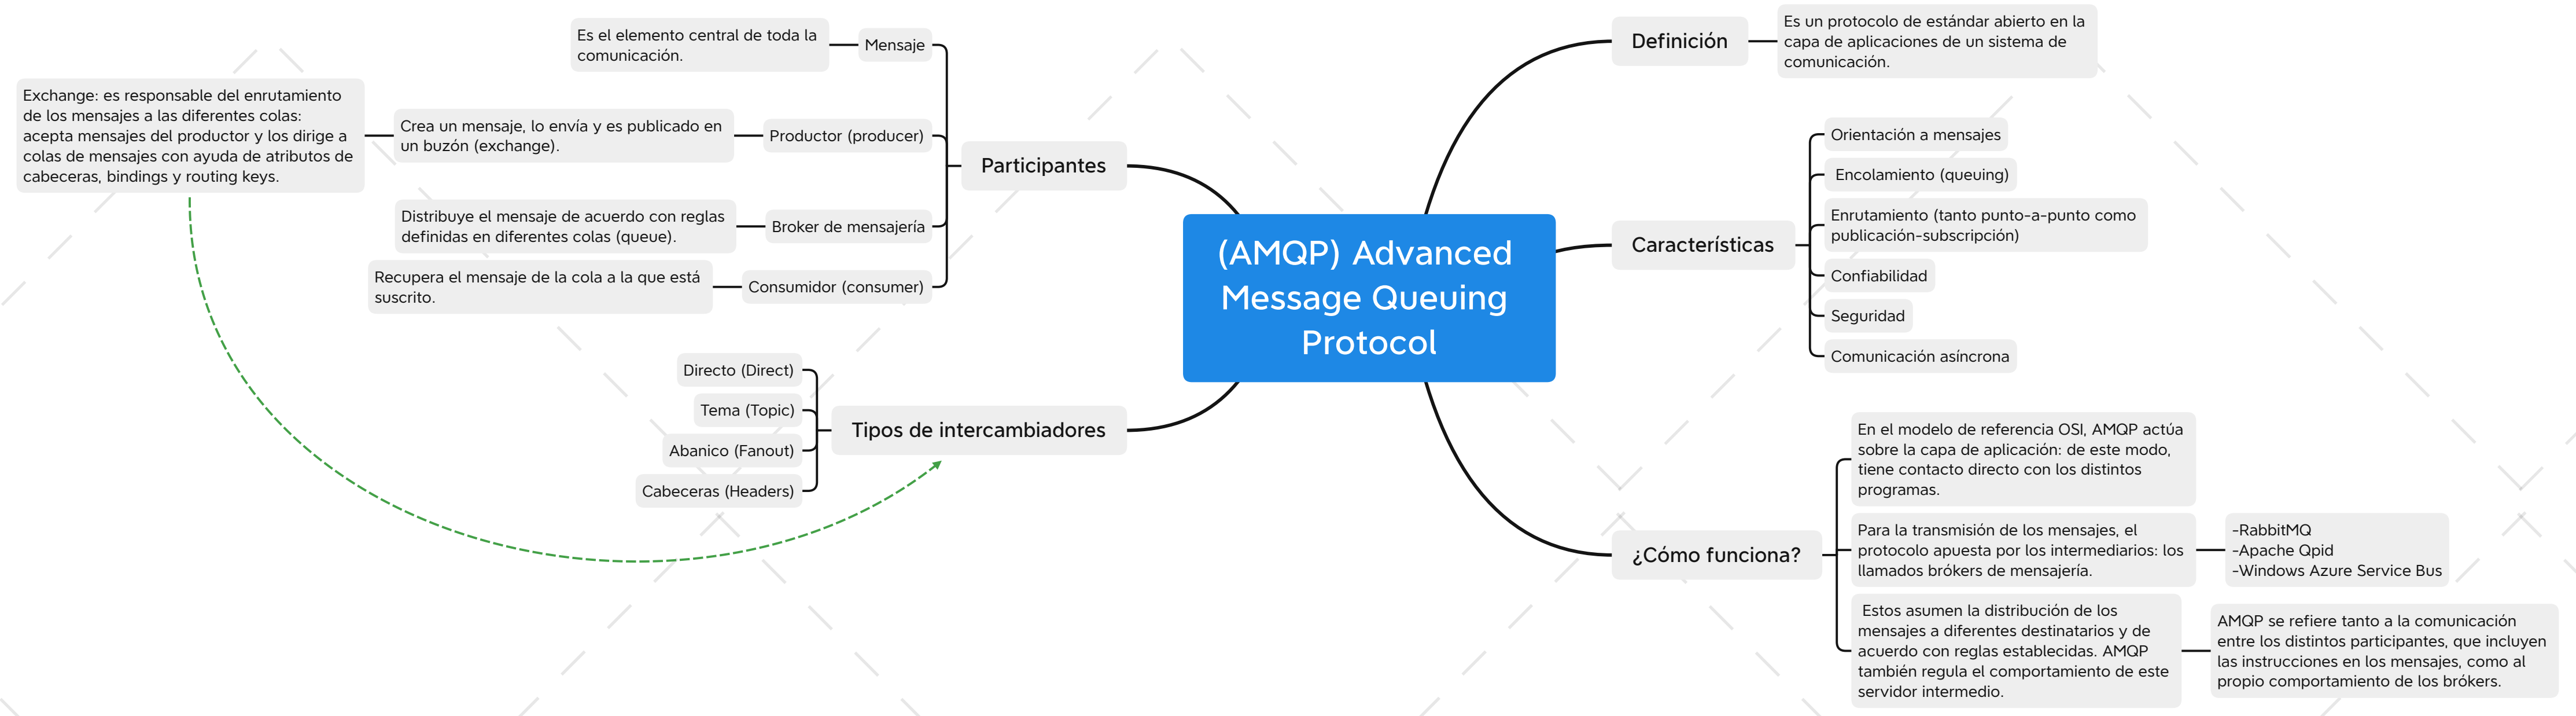 (AMQP) Advanced
Message Queuing
Protocol
Definición
Es un protocolo de estándar abierto en la
capa de aplicaciones de un sistema de
comunicación.
Características
Orientación a mensajes
Encolamiento (queuing)
Enrutamiento (tanto punto-a-punto como
publicación-subscripción)
Confiabilidad
Seguridad
Comunicación asíncrona
¿Cómo funciona?
En el modelo de referencia OSI, AMQP actúa
sobre la capa de aplicación: de este modo,
tiene contacto directo con los distintos
programas.
Para la transmisión de los mensajes, el
protocolo apuesta por los intermediarios: los
llamados brókers de mensajería.
-RabbitMQ
-Apache Qpid
-Windows Azure Service Bus
Estos asumen la distribución de los
mensajes a diferentes destinatarios y de
acuerdo con reglas establecidas. AMQP
también regula el comportamiento de este
servidor intermedio.
AMQP se refiere tanto a la comunicación
entre los distintos participantes, que incluyen
las instrucciones en los mensajes, como al
propio comportamiento de los brókers.
Participantes
Mensaje
Es el elemento central de toda la
comunicación.
Productor (producer)
Crea un mensaje, lo envía y es publicado en
un buzón (exchange).
Exchange: es responsable del enrutamiento
de los mensajes a las diferentes colas:
acepta mensajes del productor y los dirige a
colas de mensajes con ayuda de atributos de
cabeceras, bindings y routing keys.
Broker de mensajería
Distribuye el mensaje de acuerdo con reglas
definidas en diferentes colas (queue).
Consumidor (consumer)
Recupera el mensaje de la cola a la que está
suscrito.
Tipos de intercambiadores
Directo (Direct)
Tema (Topic)
Abanico (Fanout)
Cabeceras (Headers)